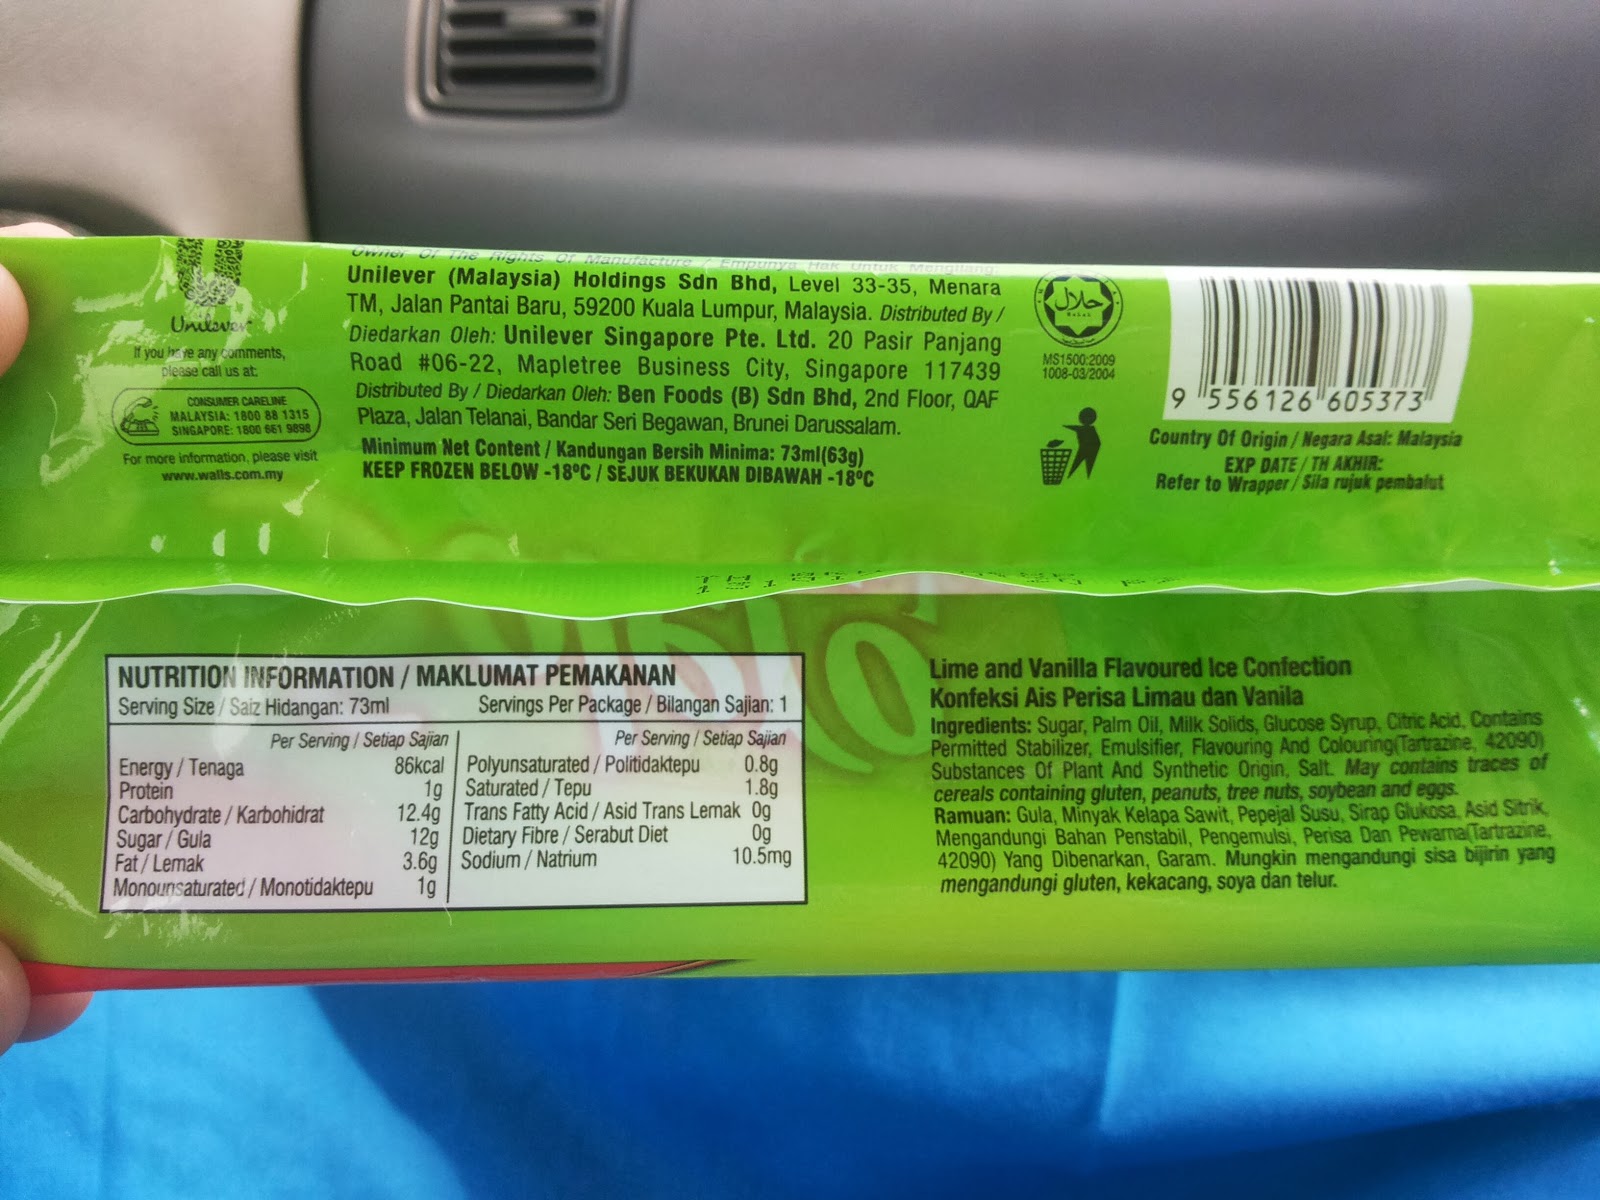 Unilever
If you have any comments,
please call us at:
CONSUMER CARELINE
MALAYSIA: 1800 88 1315
SINGAPORE: 1800 661 9898
For more information, please visit
www.walls.com.my
Owner Of The Rights Of Manufacture / Empunya Hak Untuk Mengilang:
Unilever (Malaysia) Holdings Sdn Bhd, Level 33-35, Menara
TM, Jalan Pantai Baru, 59200 Kuala Lumpur, Malaysia. Distributed By /
Diedarkan Oleh: Unilever Singapore Pte. Ltd. 20 Pasir Panjang
Road #06-22, Mapletree Business City, Singapore 117439
Distributed By / Diedarkan Oleh: Ben Foods (B) Sdn Bhd, 2nd Floor, QAF
Plaza, Jalan Telanai, Bandar Seri Begawan, Brunei Darussalam.
Minimum Net Content / Kandungan Bersih Minima: 73ml(63g)
KEEP FROZEN BELOW -18ºC / SEJUK BEKUKAN DIBAWAH -18ºC
حلال
Halal
MS1500:2009
1008-03/2004
9 556126 605373
Country Of Origin / Negara Asal: Malaysia
EXP DATE / TH AKHIR:
Refer to Wrapper / Sila rujuk pembalut
NUTRITION INFORMATION / MAKLUMAT PEMAKANAN
Serving Size / Saiz Hidangan: 73ml Servings Per Package / Bilangan Sajian: 1
Per Serving / Setiap Sajian Per Serving / Setiap Sajian
Energy / Tenaga 86kcal Polyunsaturated / Politidaktepu 0.8g
Protein 1g Saturated / Tepu 1.8g
Carbohydrate / Karbohidrat 12.4g Trans Fatty Acid / Asid Trans Lemak 0g
Sugar / Gula 12g Dietary Fibre / Serabut Diet 0g
Fat / Lemak 3.6g Sodium / Natrium 10.5mg
Monounsaturated / Monotidaktepu 1g
Lime and Vanilla Flavoured Ice Confection
Konfeksi Ais Perisa Limau dan Vanila
Ingredients: Sugar, Palm Oil, Milk Solids, Glucose Syrup, Citric Acid. Contains
Permitted Stabilizer, Emulsifier, Flavouring And Colouring(Tartrazine, 42090)
Substances Of Plant And Synthetic Origin, Salt. May contains traces of
cereals containing gluten, peanuts, tree nuts, soybean and eggs.
Ramuan: Gula, Minyak Kelapa Sawit, Pepejal Susu, Sirap Glukosa, Asid Sitrik,
Mengandungi Bahan Penstabil, Pengemulsi, Perisa Dan Pewarna(Tartrazine,
42090) Yang Dibenarkan, Garam. Mungkin mengandungi sisa bijirin yang
mengandungi gluten, kekacang, soya dan telur.